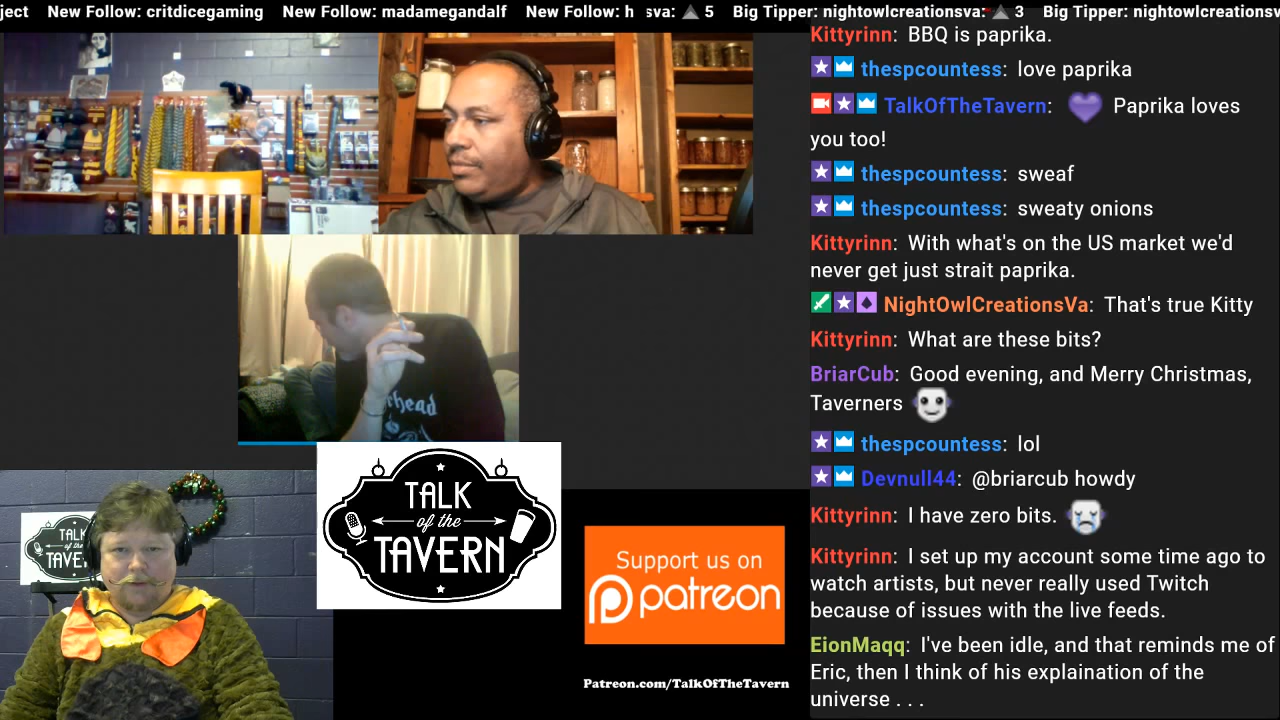 ject New Follow: critdicegaming New Follow: madamegandalf New Follow: h sva: 5 Big Tipper: nightowlcreationsva: 3 Big Tipper: nightowlcreationsv
Kittyrinn: BBQ is paprika.
thespcountess: love paprika
TalkOfTheTavern: Paprika loves
you too!
thespcountess: sweaf
thespcountess: sweaty onions
Kittyrinn: With what's on the US market we'd
never get just strait paprika.
NightOwlCreationsVa: That's true Kitty
Kittyrinn: What are these bits?
BriarCub: Good evening, and Merry Christmas,
Taverners
thespcountess: lol
Devnull44: @briarcub howdy
Kittyrinn: I have zero bits.
Kittyrinn: I set up my account some time ago to
watch artists, but never really used Twitch
because of issues with the live feeds.
EionMaqq: I've been idle, and that reminds me of
Eric, then I think of his explaination of the
universe . . .
rhead
TALK
of the
TAVERN
TALK
of the
TAVE
Support us on
patreon
Patreon.com/TalkOfTheTavern